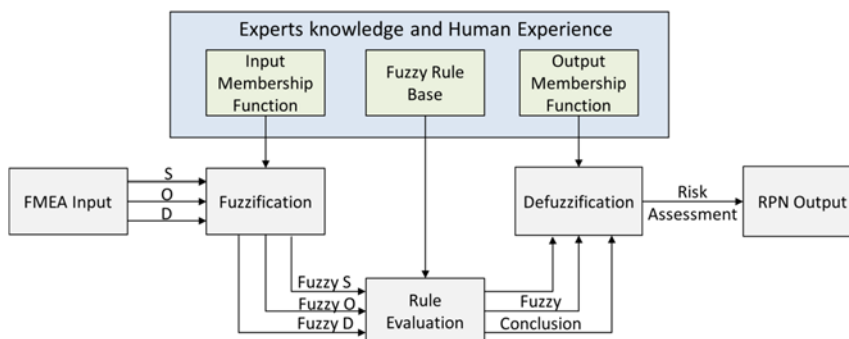 Experts knowledge and Human Experience
Input
Membership
Function
Fuzzy Rule
Base
Output
Membership
Function
FMEA Input
S
O
D
Fuzzification
Defuzzification
Risk
Assessment
RPN Output
Fuzzy S
Fuzzy O
Fuzzy D
Rule
Evaluation
Fuzzy
Conclusion